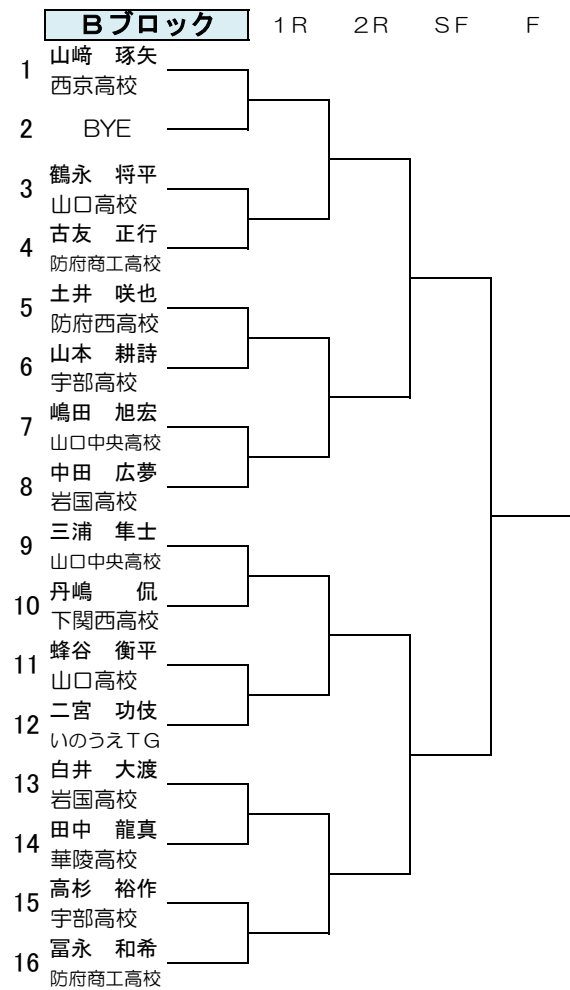 Bブロック 1R 2R SF F
1 山﨑 琢矢
西京高校
2 BYE
3 鶴永 将平
山口高校
4 古友 正行
防府商工高校
5 土井 咲也
防府西高校
6 山本 耕詩
宇部高校
7 嶋田 旭宏
山口中央高校
8 中田 広夢
岩国高校
9 三浦 隼士
山口中央高校
10 丹嶋 侃
下関西高校
11 蜂谷 衡平
山口高校
12 二宮 功伎
いのうえTG
13 白井 大渡
岩国高校
14 田中 龍真
華陵高校
15 高杉 裕作
宇部高校
16 冨永 和希
防府商工高校